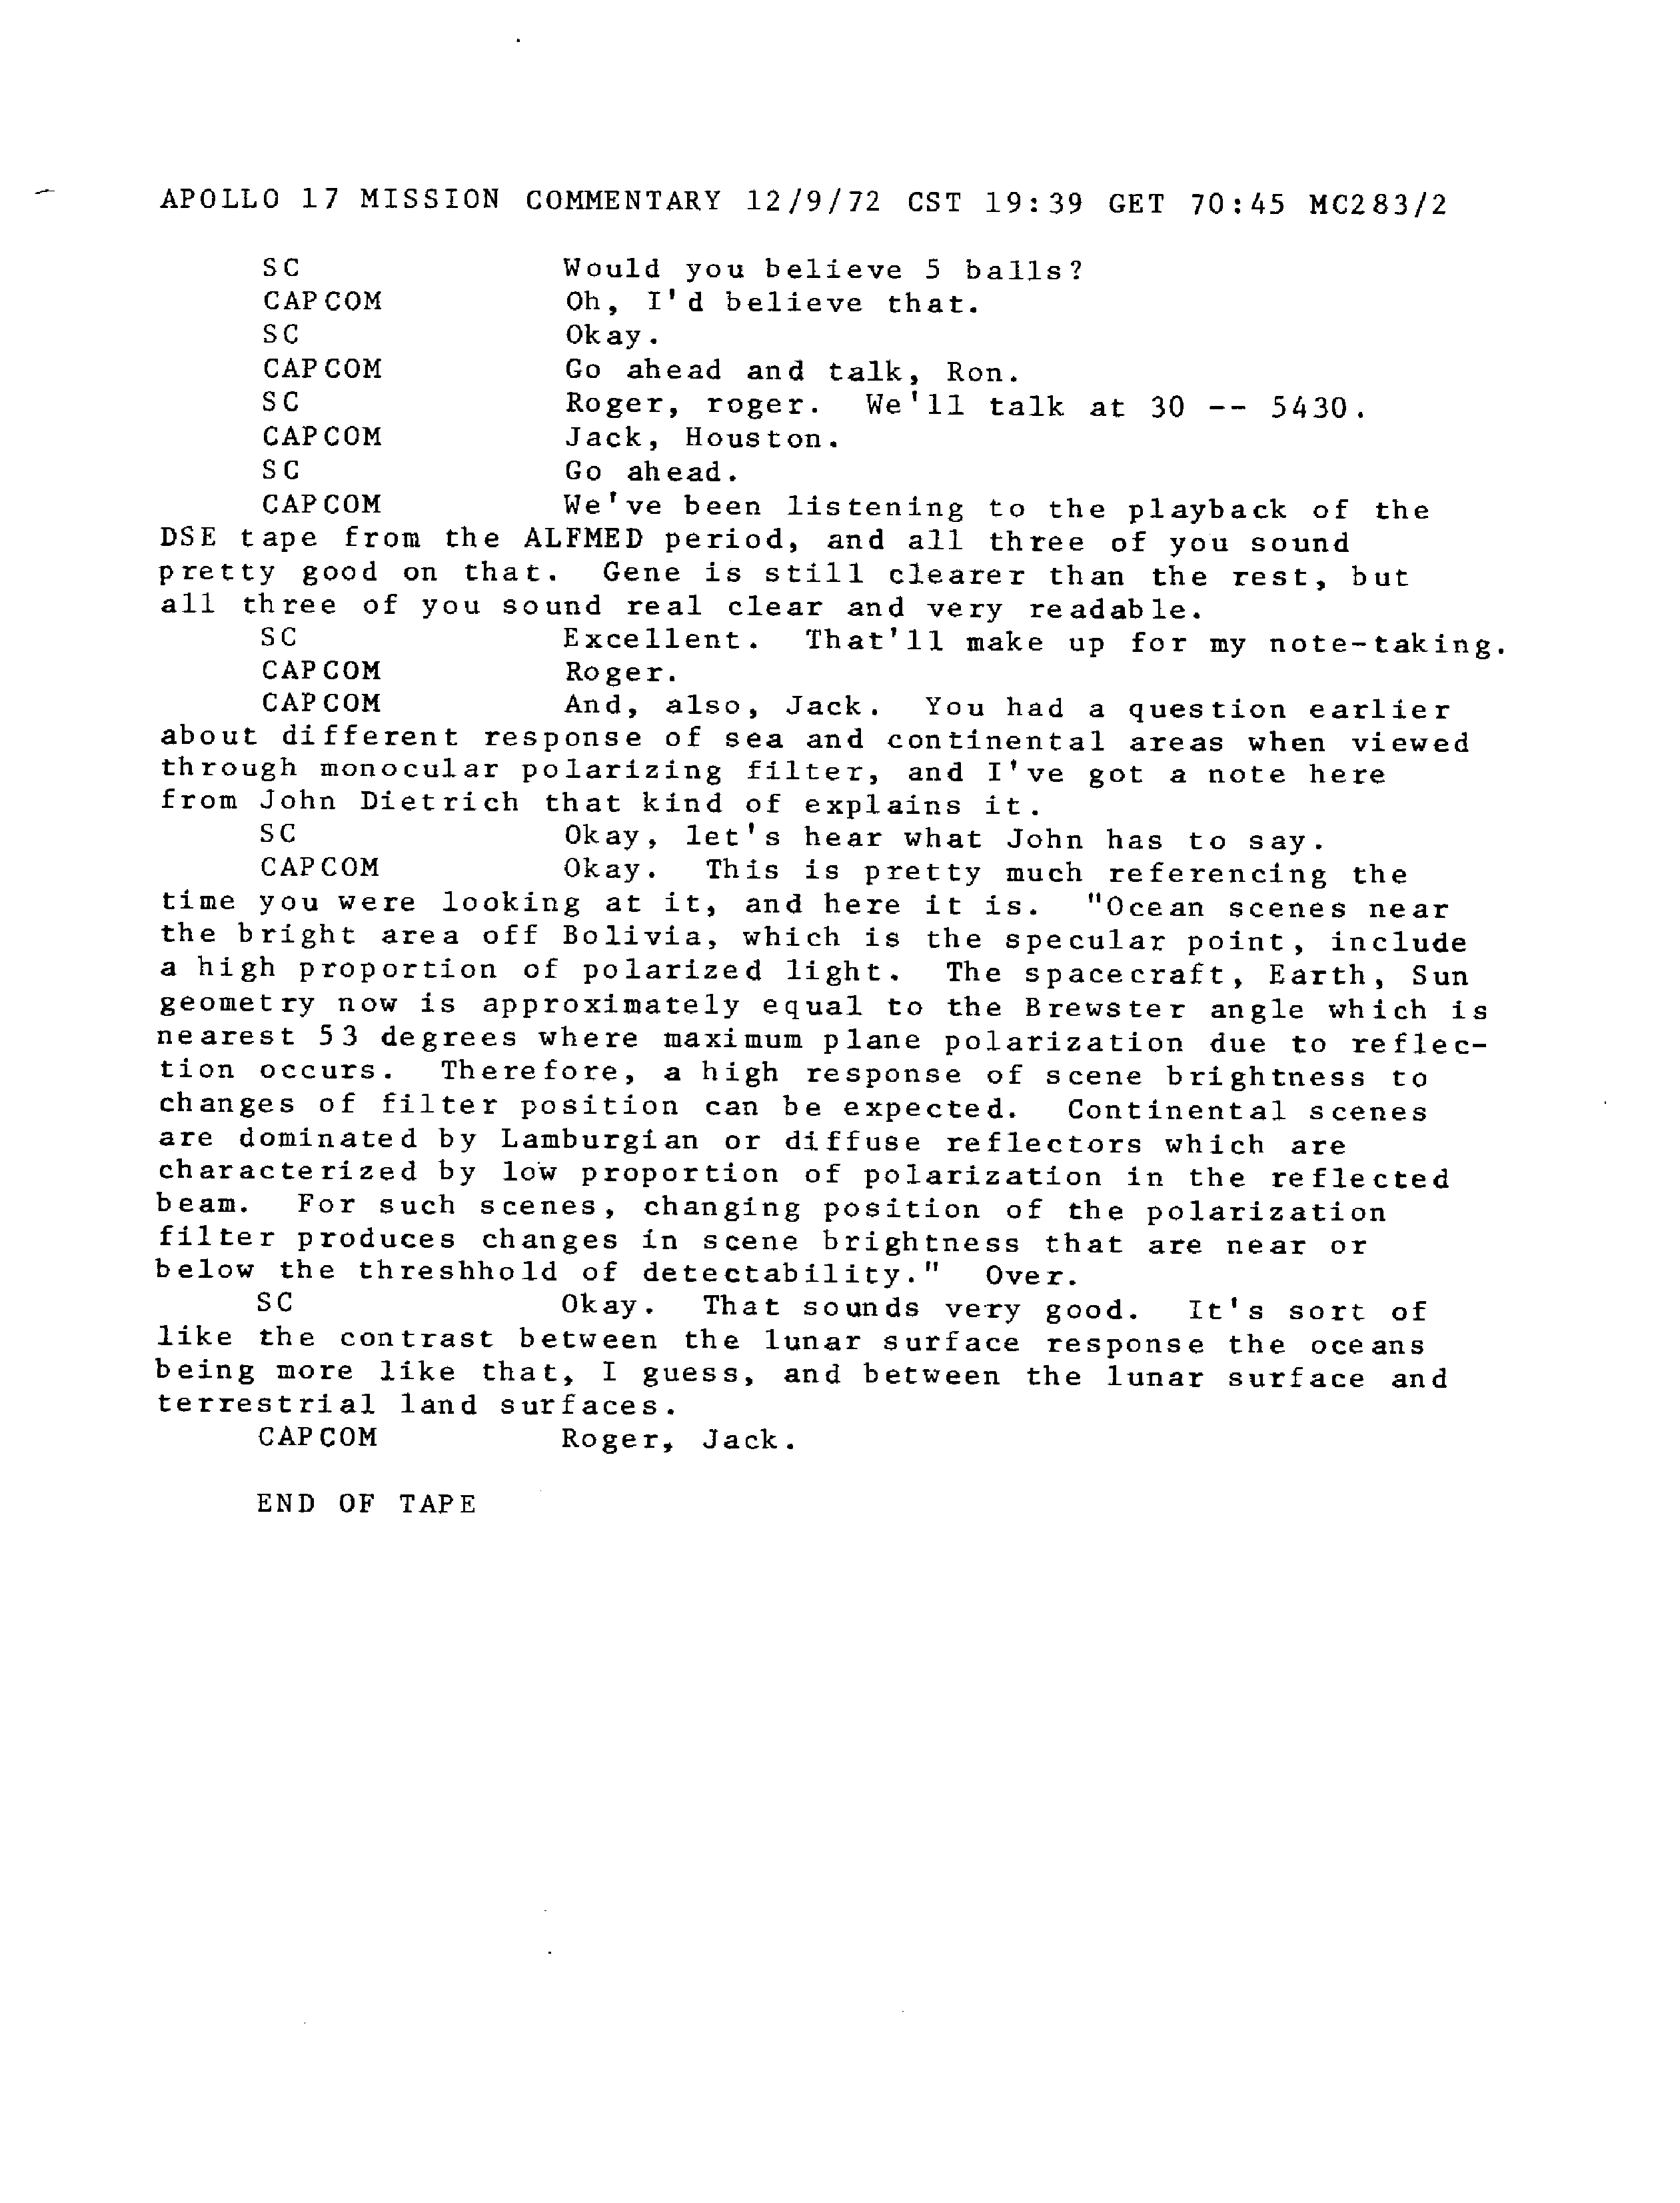 APOLLO 17 MISSION COMMENTARY 12/9/72 CST 19:39 GET 70:45 MC283/2
SC Would you believe 5 balls?
CAPCOM Oh, I'd believe that.
SC Okay.
CAPCOM Go ahead and talk, Ron.
SC Roger, roger. We'll talk at 30 -- 5430.
CAPCOM Jack, Houston.
SC Go ahead.
CAPCOM We've been listening to the playback of the
DSE tape from the ALFMED period, and all three of you sound
pretty good on that. Gene is still clearer than the rest, but
all three of you sound real clear and very readable.
SC Excellent. That'll make up for my note-taking.
CAPCOM Roger.
CAPCOM And, also, Jack. You had a question earlier
about different response of sea and continental areas when viewed
through monocular polarizing filter, and I've got a note here
from John Dietrich that kind of explains it.
SC Okay, let's hear what John has to say.
CAPCOM Okay. This is pretty much referencing the
time you were looking at it, and here it is. "Ocean scenes near
the bright area off Bolivia, which is the specular point, include
a high proportion of polarized light. The spacecraft, Earth, Sun
geometry now is approximately equal to the Brewster angle which is
nearest 53 degrees where maximum plane polarization due to reflec-
tion occurs. Therefore, a high response of scene brightness to
changes of filter position can be expected. Continental scenes
are dominated by Lamburgian or diffuse reflectors which are
characterized by low proportion of polarization in the reflected
beam. For such scenes, changing position of the polarization
filter produces changes in scene brightness that are near or
below the threshhold of detectability." Over.
SC Okay. That sounds very good. It's sort of
like the contrast between the lunar surface response the oceans
being more like that, I guess, and between the lunar surface and
terrestrial land surfaces.
CAPCOM Roger, Jack.
END OF TAPE